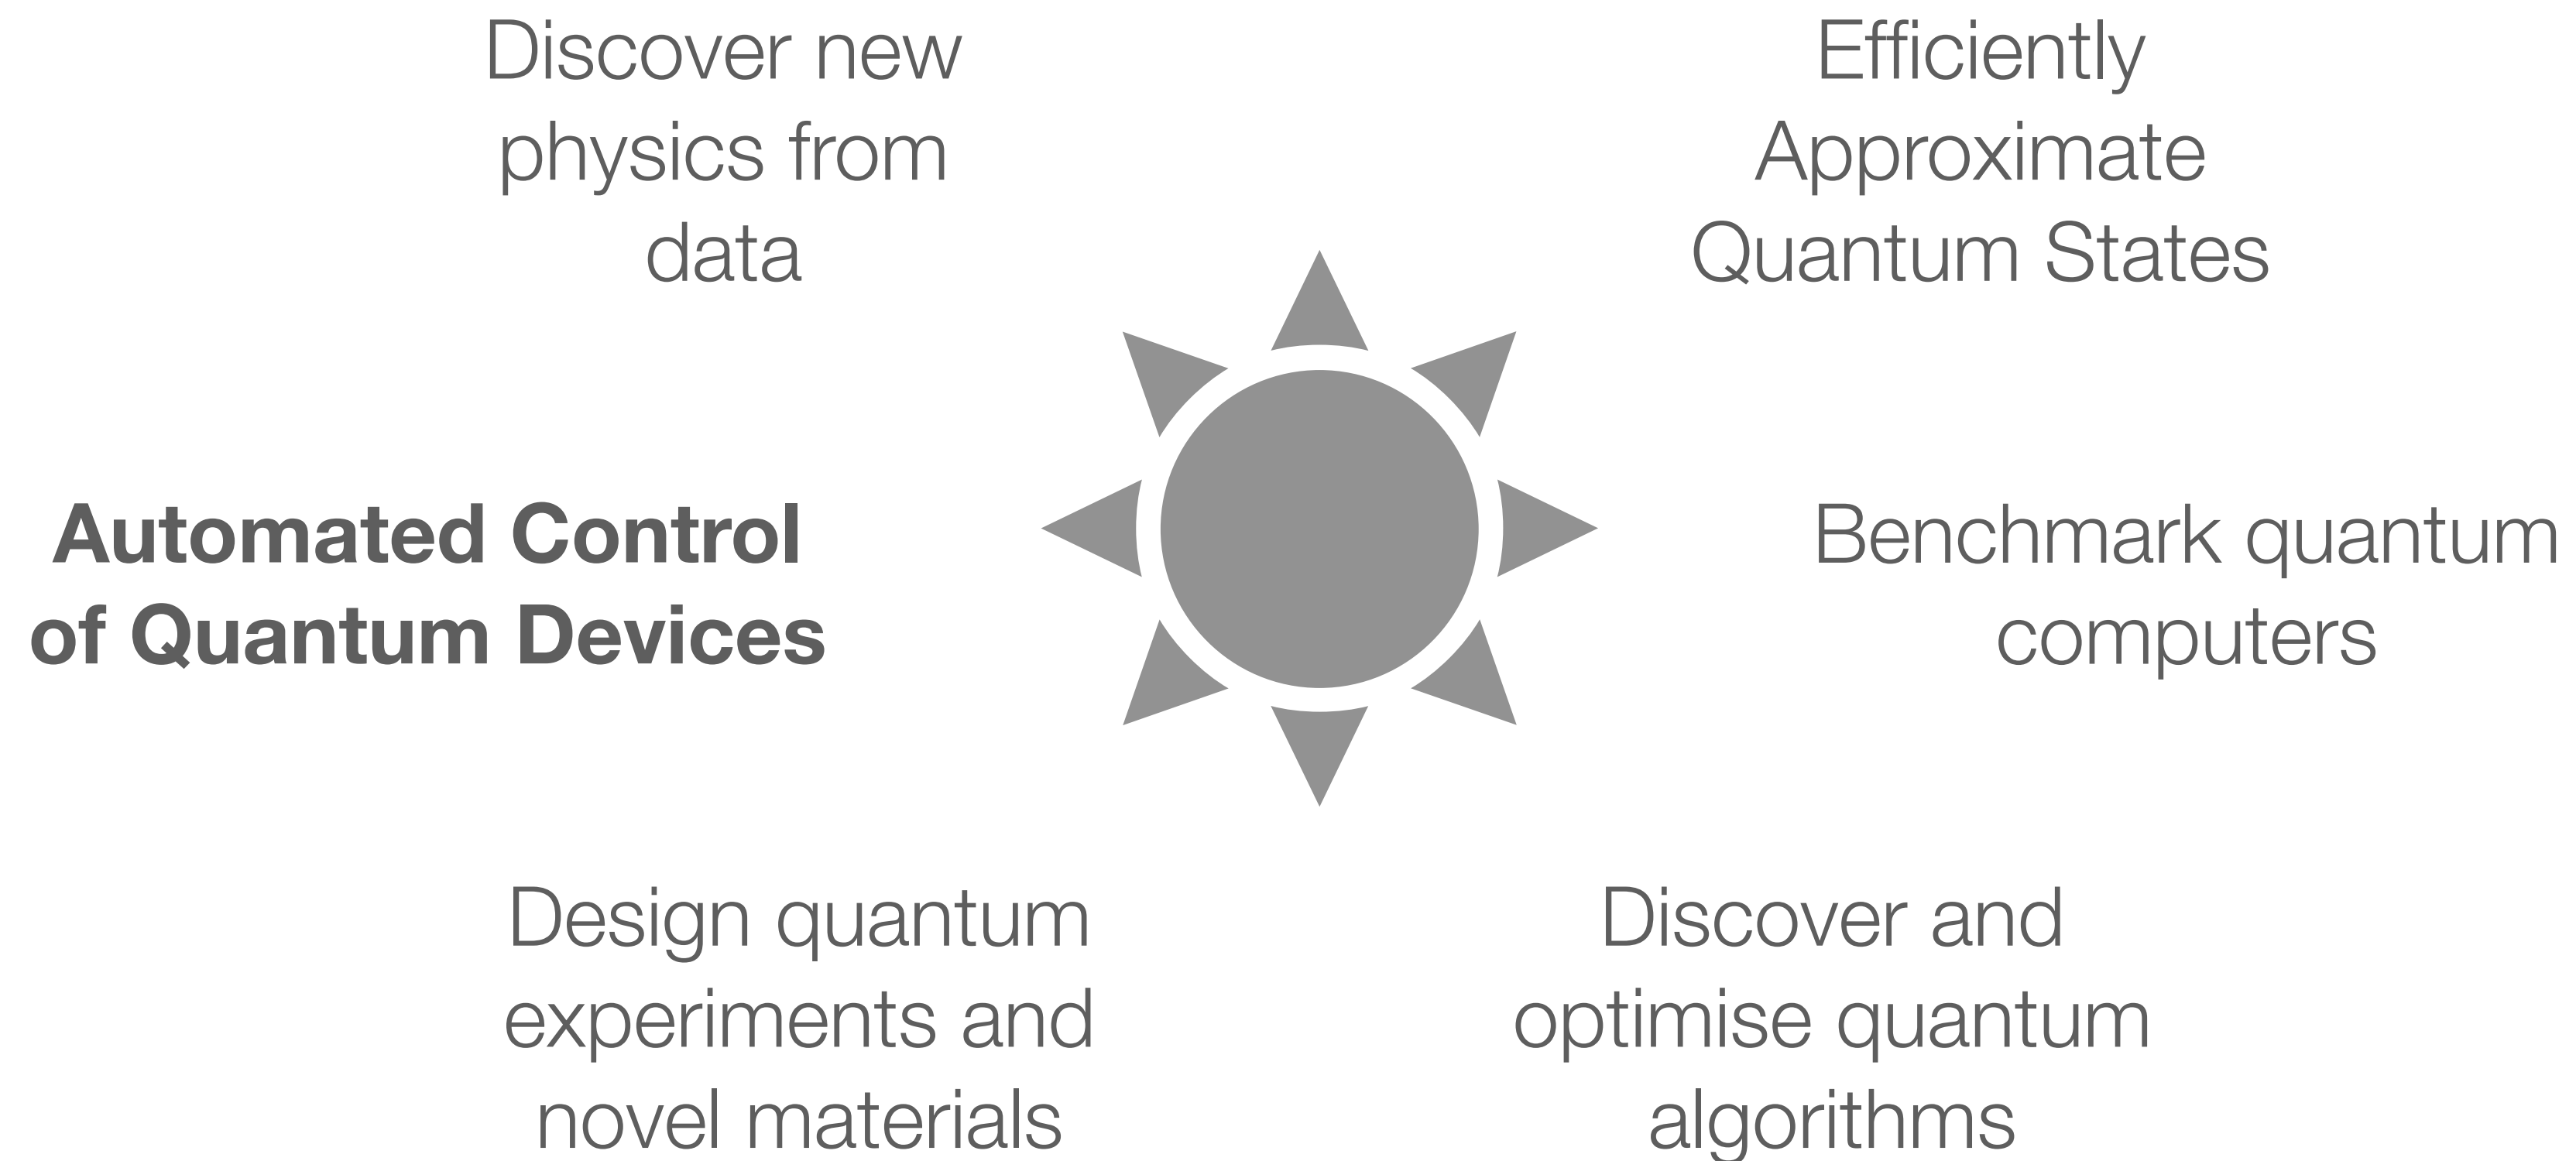 Discover new
physics from
data
Efficiently
Approximate
Quantum States
Automated Control
of Quantum Devices
Benchmark quantum
computers
Design quantum
experiments and
novel materials
Discover and
optimise quantum
algorithms